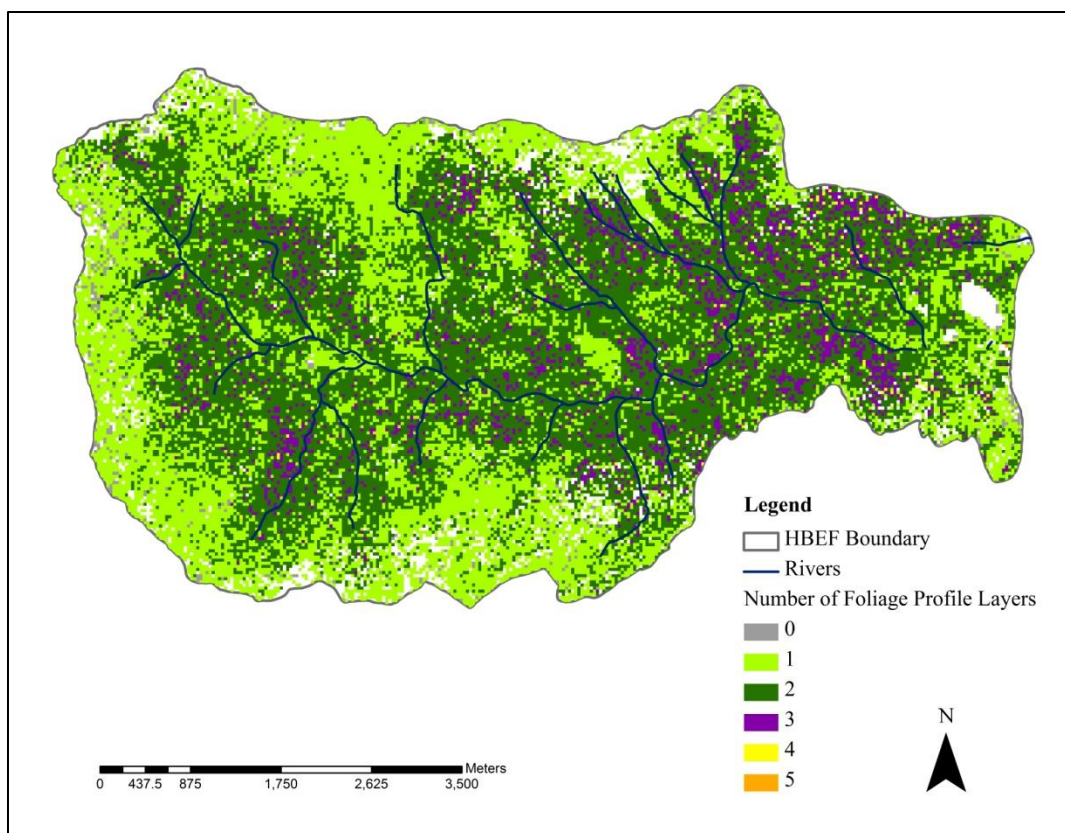 Legend
HBEF Boundary
Rivers
Number of Foliage Profile Layers
0
1
2
3
4
5
N
Meters
0 437.5 875 1,750 2,625 3,500